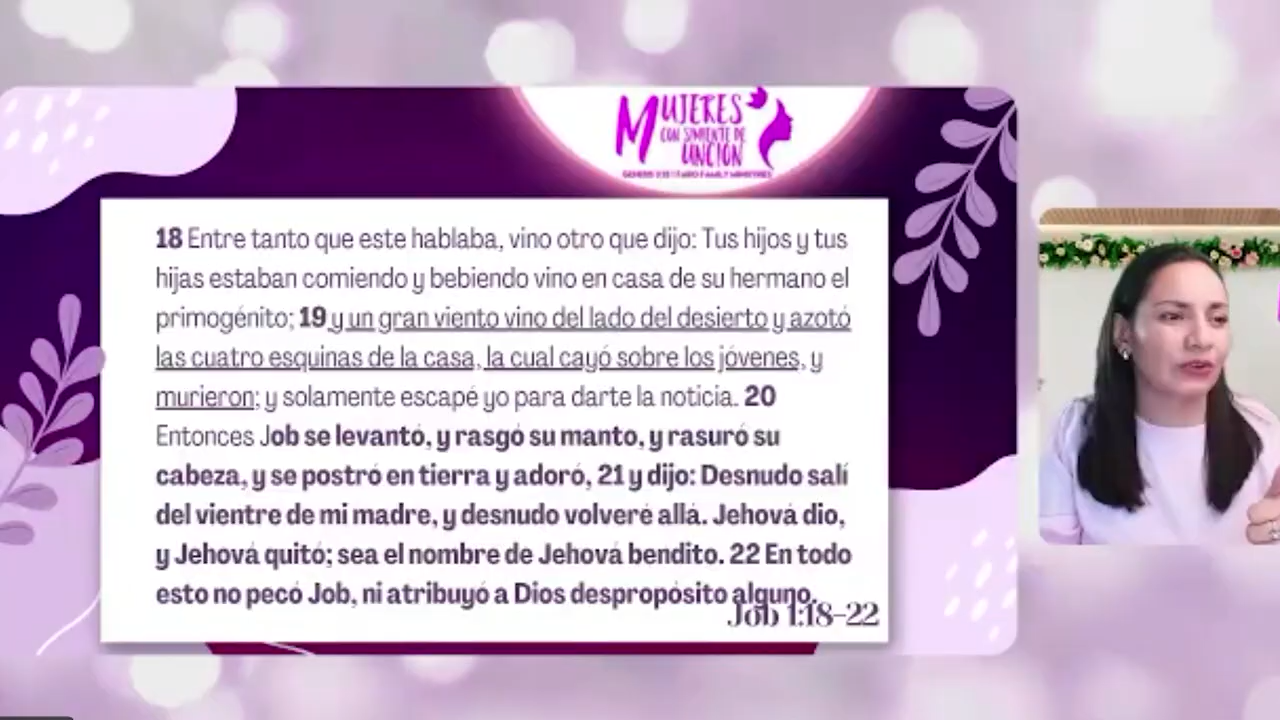 MUJERES
CON SIMIENTE DE
UNCION
18 Entre tanto que este hablaba, vino otro que dijo: Tus hijos y tus
hijas estaban comiendo y bebiendo vino en casa de su hermano el
primogénito; 19 y un gran viento vino del lado del desierto y azotó
las cuatro esquinas de la casa, la cual cayó sobre los jóvenes, y
murieron; y solamente escapé yo para darte la noticia. 20
Entonces Job se levantó, y rasgó su manto, y rasuró su
cabeza, y se postró en tierra y adoró, 21 y dijo: Desnudo salí
del vientre de mi madre, y desnudo volveré allá. Jehová dio,
y Jehová quitó; sea el nombre de Jehová bendito. 22 En todo
esto no pecó Job, ni atribuyó a Dios despropósito alguno.
Job 1:18-22